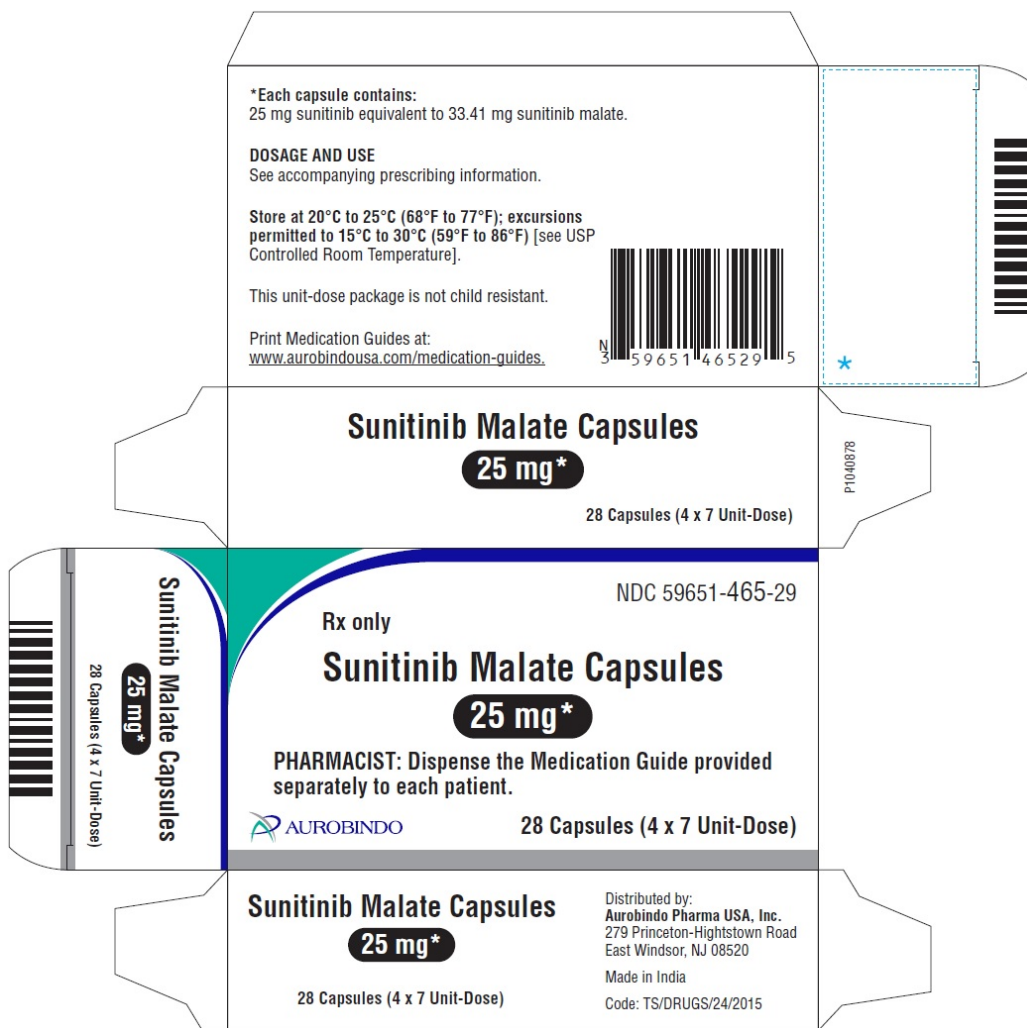 *Each capsule contains:
25 mg sunitinib equivalent to 33.41 mg sunitinib malate.
DOSAGE AND USE
See accompanying prescribing information.
Store at 20°C to 25°C (68°F to 77°F); excursions
permitted to 15°C to 30°C (59°F to 86°F) [see USP
Controlled Room Temperature].
This unit-dose package is not child resistant.
Print Medication Guides at:
www.aurobindousa.com/medication-guides.
N
3 59651 46529 5
*
Sunitinib Malate Capsules
25 mg*
28 Capsules (4 x 7 Unit-Dose)
P1040878
Sunitinib Malate Capsules
25 mg*
28 Capsules (4 x 7 Unit-Dose)
NDC 59651-465-29
Rx only
Sunitinib Malate Capsules
25 mg*
PHARMACIST: Dispense the Medication Guide provided
separately to each patient.
AUROBINDO
28 Capsules (4 x 7 Unit-Dose)
Sunitinib Malate Capsules
25 mg*
28 Capsules (4 x 7 Unit-Dose)
Distributed by:
Aurobindo Pharma USA, Inc.
279 Princeton-Hightstown Road
East Windsor, NJ 08520
Made in India
Code: TS/DRUGS/24/2015